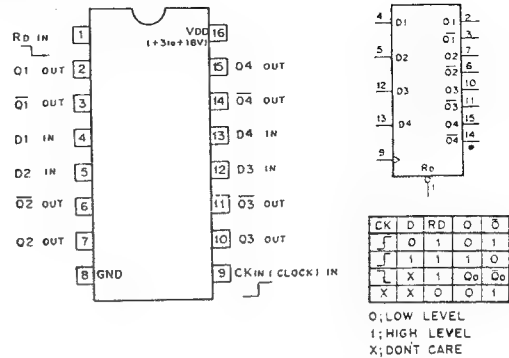 RD IN 1
Q1 OUT 2
Q̅1 OUT 3
D1 IN 4
D2 IN 5
Q̅2 OUT 6
Q2 OUT 7
8 GND
VDD 16
(+3to+18V)
15 Q4 OUT
14 Q̅4 OUT
13 D4 IN
12 D3 IN
11 Q̅3 OUT
10 Q3 OUT
9 CK IN (CLOCK) IN
4 D1 Q1 2
Q̅1 3
5 D2 Q2 7
Q̅2 6
12 D3 Q3 10
Q̅3 11
13 D4 Q4 15
Q̅4 14
9
RD
1
CK D RD Q Q̅
0 1 0 1
1 1 1 0
X 1 Q0 Q̅0
X X 0 0 1
0; LOW LEVEL
1; HIGH LEVEL
X; DON'T CARE